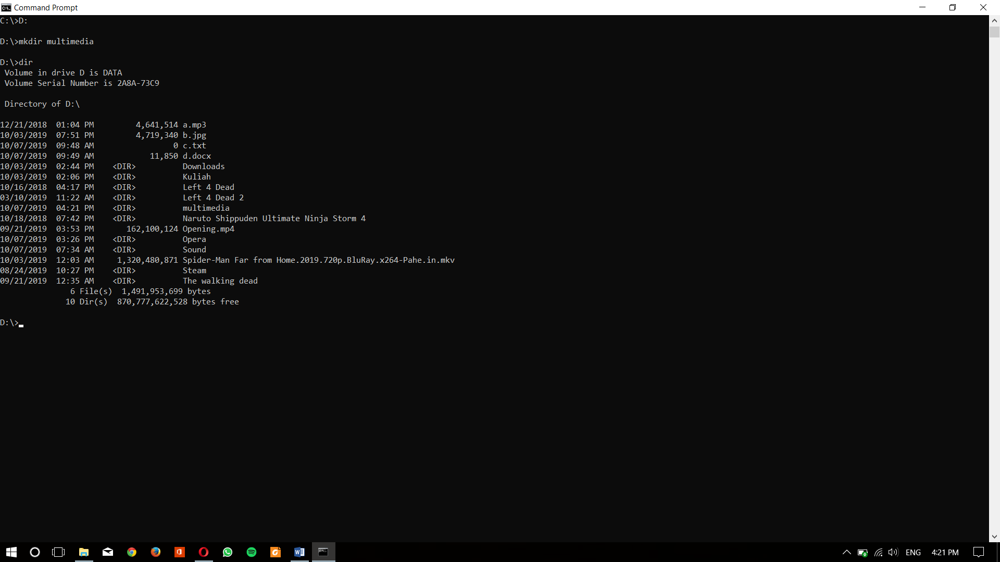 Command Prompt
C:\>D:
D:\>mkdir multimedia
D:\>dir
 Volume in drive D is DATA
 Volume Serial Number is 2A8A-73C9
 Directory of D:\
12/21/2018  01:04 PM         4,641,514 a.mp3
10/03/2019  07:51 PM         4,719,340 b.jpg
10/07/2019  09:48 AM                 0 c.txt
10/07/2019  09:49 AM            11,850 d.docx
10/03/2019  02:44 PM    <DIR>          Downloads
10/03/2019  02:06 PM    <DIR>          Kuliah
10/16/2018  04:17 PM    <DIR>          Left 4 Dead
03/10/2019  11:22 AM    <DIR>          Left 4 Dead 2
10/07/2019  04:21 PM    <DIR>          multimedia
10/18/2018  07:42 PM    <DIR>          Naruto Shippuden Ultimate Ninja Storm 4
09/21/2019  03:53 PM       162,100,124 Opening.mp4
10/07/2019  03:26 PM    <DIR>          Opera
10/07/2019  07:34 AM    <DIR>          Sound
10/03/2019  12:03 AM     1,320,480,871 Spider-Man Far from Home.2019.720p.BluRay.x264-Pahe.in.mkv
08/24/2019  10:27 PM    <DIR>          Steam
09/21/2019  12:35 AM    <DIR>          The walking dead
               6 File(s)  1,491,953,699 bytes
              10 Dir(s)  870,777,622,528 bytes free
D:\>
ENG 4:21 PM